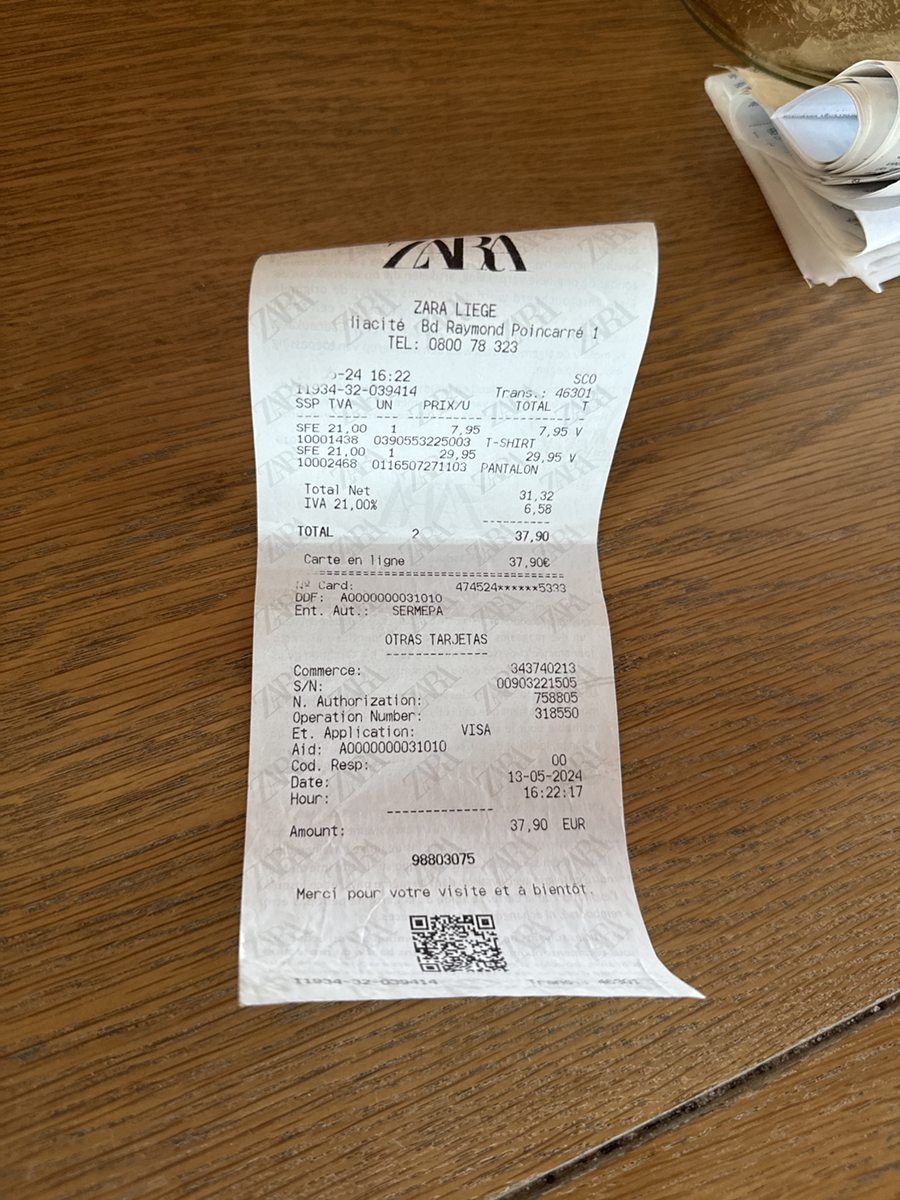 ZARA
ZARA LIEGE
liacité Bd Raymond Poincarré 1
TEL: 0800 78 323
-24 16:22 SCO
11934-32-039414 Trans.: 46301
SSP TVA UN PRIX/U TOTAL T
SFE 21,00 1 7,95 7,95 V
10001438 0390553225003 T-SHIRT
SFE 21,00 1 29,95 29,95 V
10002468 0116507271103 PANTALON
Total Net 31,32
IVA 21,00% 6,58
TOTAL 2 37,90
Carte en ligne 37,90€
Nº Card: 474524******5333
DDF: A0000000031010
Ent. Aut.: SERMEPA
OTRAS TARJETAS
Commerce: 343740213
S/N: 00903221505
N. Authorization: 758805
Operation Number: 318550
Et. Application: VISA
Aid: A0000000031010
Cod. Resp: 00
Date: 13-05-2024
Hour: 16:22:17
Amount: 37,90 EUR
98803075
Merci pour votre visite et à bientôt.
11934-32-039414 Trans.: 46301